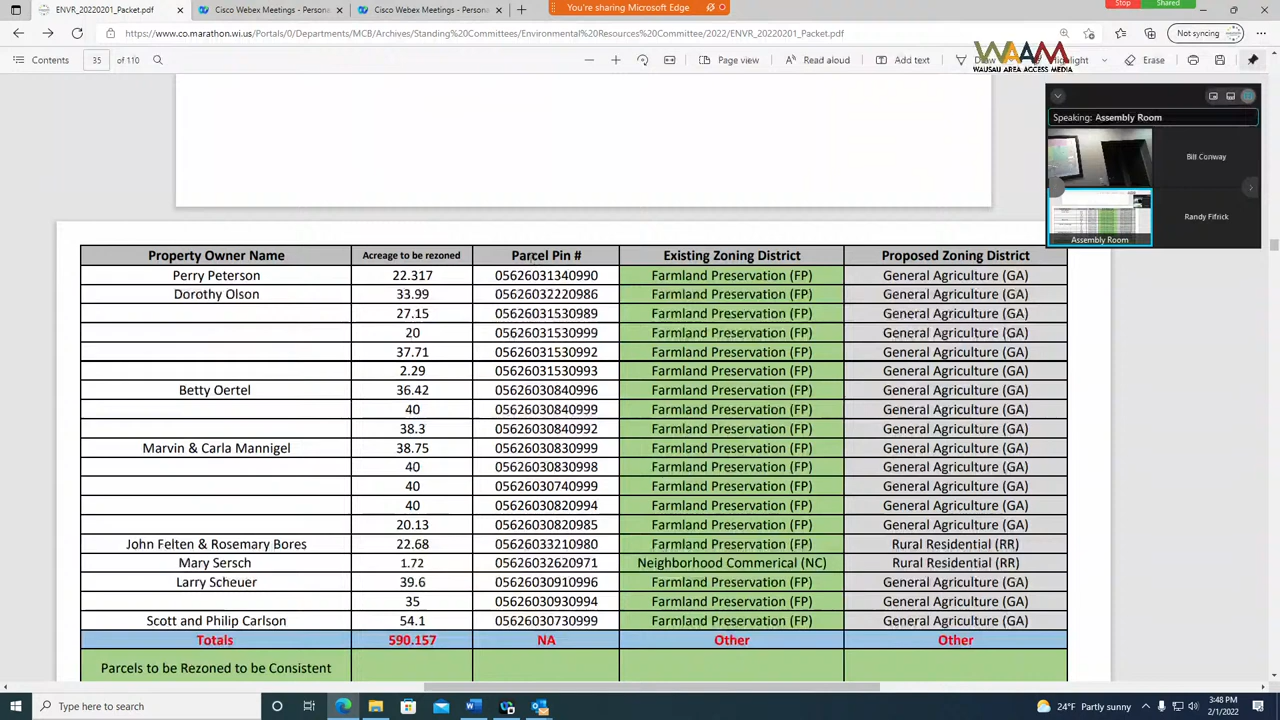 ENVR_20220201_Packet.pdf
Cisco Webex Meetings - Persona
Cisco Webex Meetings - Persona
You're sharing Microsoft Edge
Stop
Shared
https://www.co.marathon.wi.us/Portals/0/Departments/MCB/Archives/Standing%20Committees/Environmental%20Resources%20Committee/2022/ENVR_20220201_Packet.pdf
Not syncing
Contents 35 of 110
Page view
Read aloud
Add text
Draw
Highlight
Erase
WAAM
WAUSAU AREA ACCESS MEDIA
Speaking: Assembly Room
Bill Conway
Randy Fifrick
Assembly Room
Property Owner Name Acreage to be rezoned Parcel Pin # Existing Zoning District Proposed Zoning District
Perry Peterson 22.317 05626031340990 Farmland Preservation (FP) General Agriculture (GA)
Dorothy Olson 33.99 05626032220986 Farmland Preservation (FP) General Agriculture (GA)
27.15 05626031530989 Farmland Preservation (FP) General Agriculture (GA)
20 05626031530999 Farmland Preservation (FP) General Agriculture (GA)
37.71 05626031530992 Farmland Preservation (FP) General Agriculture (GA)
2.29 05626031530993 Farmland Preservation (FP) General Agriculture (GA)
Betty Oertel 36.42 05626030840996 Farmland Preservation (FP) General Agriculture (GA)
40 05626030840999 Farmland Preservation (FP) General Agriculture (GA)
38.3 05626030840992 Farmland Preservation (FP) General Agriculture (GA)
Marvin & Carla Mannigel 38.75 05626030830999 Farmland Preservation (FP) General Agriculture (GA)
40 05626030830998 Farmland Preservation (FP) General Agriculture (GA)
40 05626030740999 Farmland Preservation (FP) General Agriculture (GA)
40 05626030820994 Farmland Preservation (FP) General Agriculture (GA)
20.13 05626030820985 Farmland Preservation (FP) General Agriculture (GA)
John Felten & Rosemary Bores 22.68 05626033210980 Farmland Preservation (FP) Rural Residential (RR)
Mary Sersch 1.72 05626032620971 Neighborhood Commerical (NC) Rural Residential (RR)
Larry Scheuer 39.6 05626030910996 Farmland Preservation (FP) General Agriculture (GA)
35 05626030930994 Farmland Preservation (FP) General Agriculture (GA)
Scott and Philip Carlson 54.1 05626030730999 Farmland Preservation (FP) General Agriculture (GA)
Totals 590.157 NA Other Other
Parcels to be Rezoned to be Consistent
Type here to search
24°F Partly sunny
3:48 PM
2/1/2022